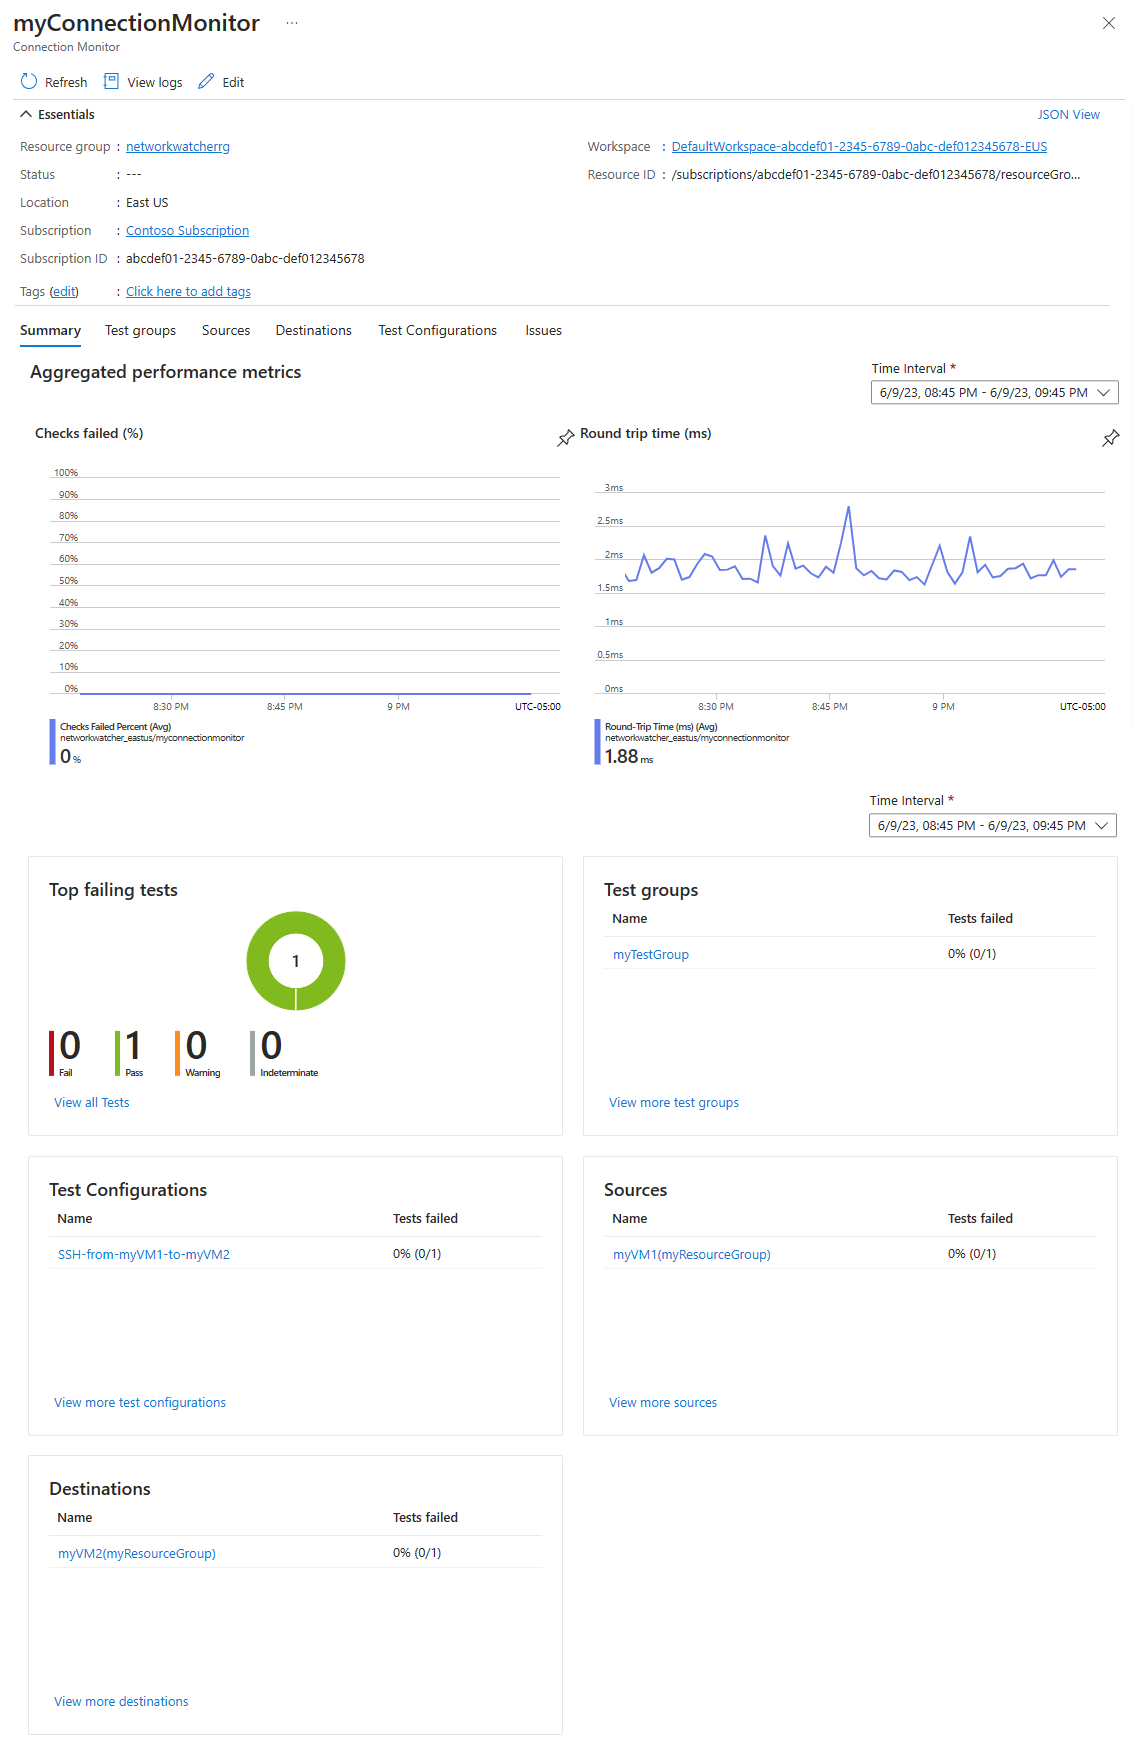 myConnectionMonitor ...
Connection Monitor
Refresh View logs Edit
Essentials JSON View
Resource group : networkwatcherrg
Workspace : DefaultWorkspace-abcdef01-2345-6789-0abc-def012345678-EUS
Status : ---
Resource ID : /subscriptions/abcdef01-2345-6789-0abc-def012345678/resourceGro...
Location : East US
Subscription : Contoso Subscription
Subscription ID : abcdef01-2345-6789-0abc-def012345678
Tags (edit) : Click here to add tags
Summary Test groups Sources Destinations Test Configurations Issues
Aggregated performance metrics
Time Interval *
6/9/23, 08:45 PM - 6/9/23, 09:45 PM
Checks failed (%)
100%
90%
80%
70%
60%
50%
40%
30%
20%
10%
0%
8:30 PM 8:45 PM 9 PM UTC-05:00
Checks Failed Percent (Avg)
networkwatcher_eastus/myconnectionmonitor
0 %
Round trip time (ms)
3ms
2.5ms
2ms
1.5ms
1ms
0.5ms
0ms
8:30 PM 8:45 PM 9 PM UTC-05:00
Round-Trip Time (ms) (Avg)
networkwatcher_eastus/myconnectionmonitor
1.88 ms
Time Interval *
6/9/23, 08:45 PM - 6/9/23, 09:45 PM
Top failing tests
1
0 1 0 0
Fail Pass Warning Indeterminate
View all Tests
Test groups
Name Tests failed
myTestGroup 0% (0/1)
View more test groups
Test Configurations
Name Tests failed
SSH-from-myVM1-to-myVM2 0% (0/1)
View more test configurations
Sources
Name Tests failed
myVM1(myResourceGroup) 0% (0/1)
View more sources
Destinations
Name Tests failed
myVM2(myResourceGroup) 0% (0/1)
View more destinations